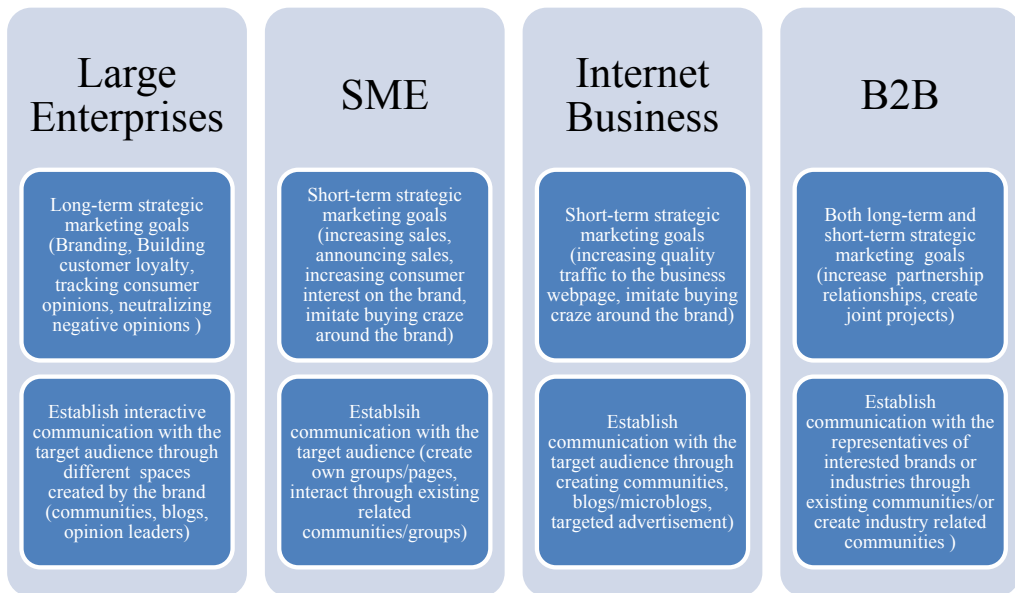 Large
Enterprises
Long-term strategic
marketing goals
(Branding, Building
customer loyalty,
tracking consumer
opinions, neutralizing
negative opinions )
Establish interactive
communication with the
target audience through
different  spaces
created by the brand
(communities, blogs,
opinion leaders)
SME
Short-term strategic
marketing goals
(increasing sales,
announcing sales,
increasing consumer
interest on the brand,
imitate buying craze
around the brand)
Establsih
communication with the
target audience (create
own groups/pages,
interact through existing
related
communities/groups)
Internet
Business
Short-term strategic
marketing goals
(increasing quality
traffic to the business
webpage, imitate buying
craze around the brand)
Establish
communication with the
target audience through
creating communities,
blogs/microblogs,
targeted advertisement)
B2B
Both long-term and
short-term strategic
marketing  goals
(increase  partnership
relationships, create
joint projects)
Establish
communication with the
representatives of
interested brands or
industries through
existing communities/or
create industry related
communities )